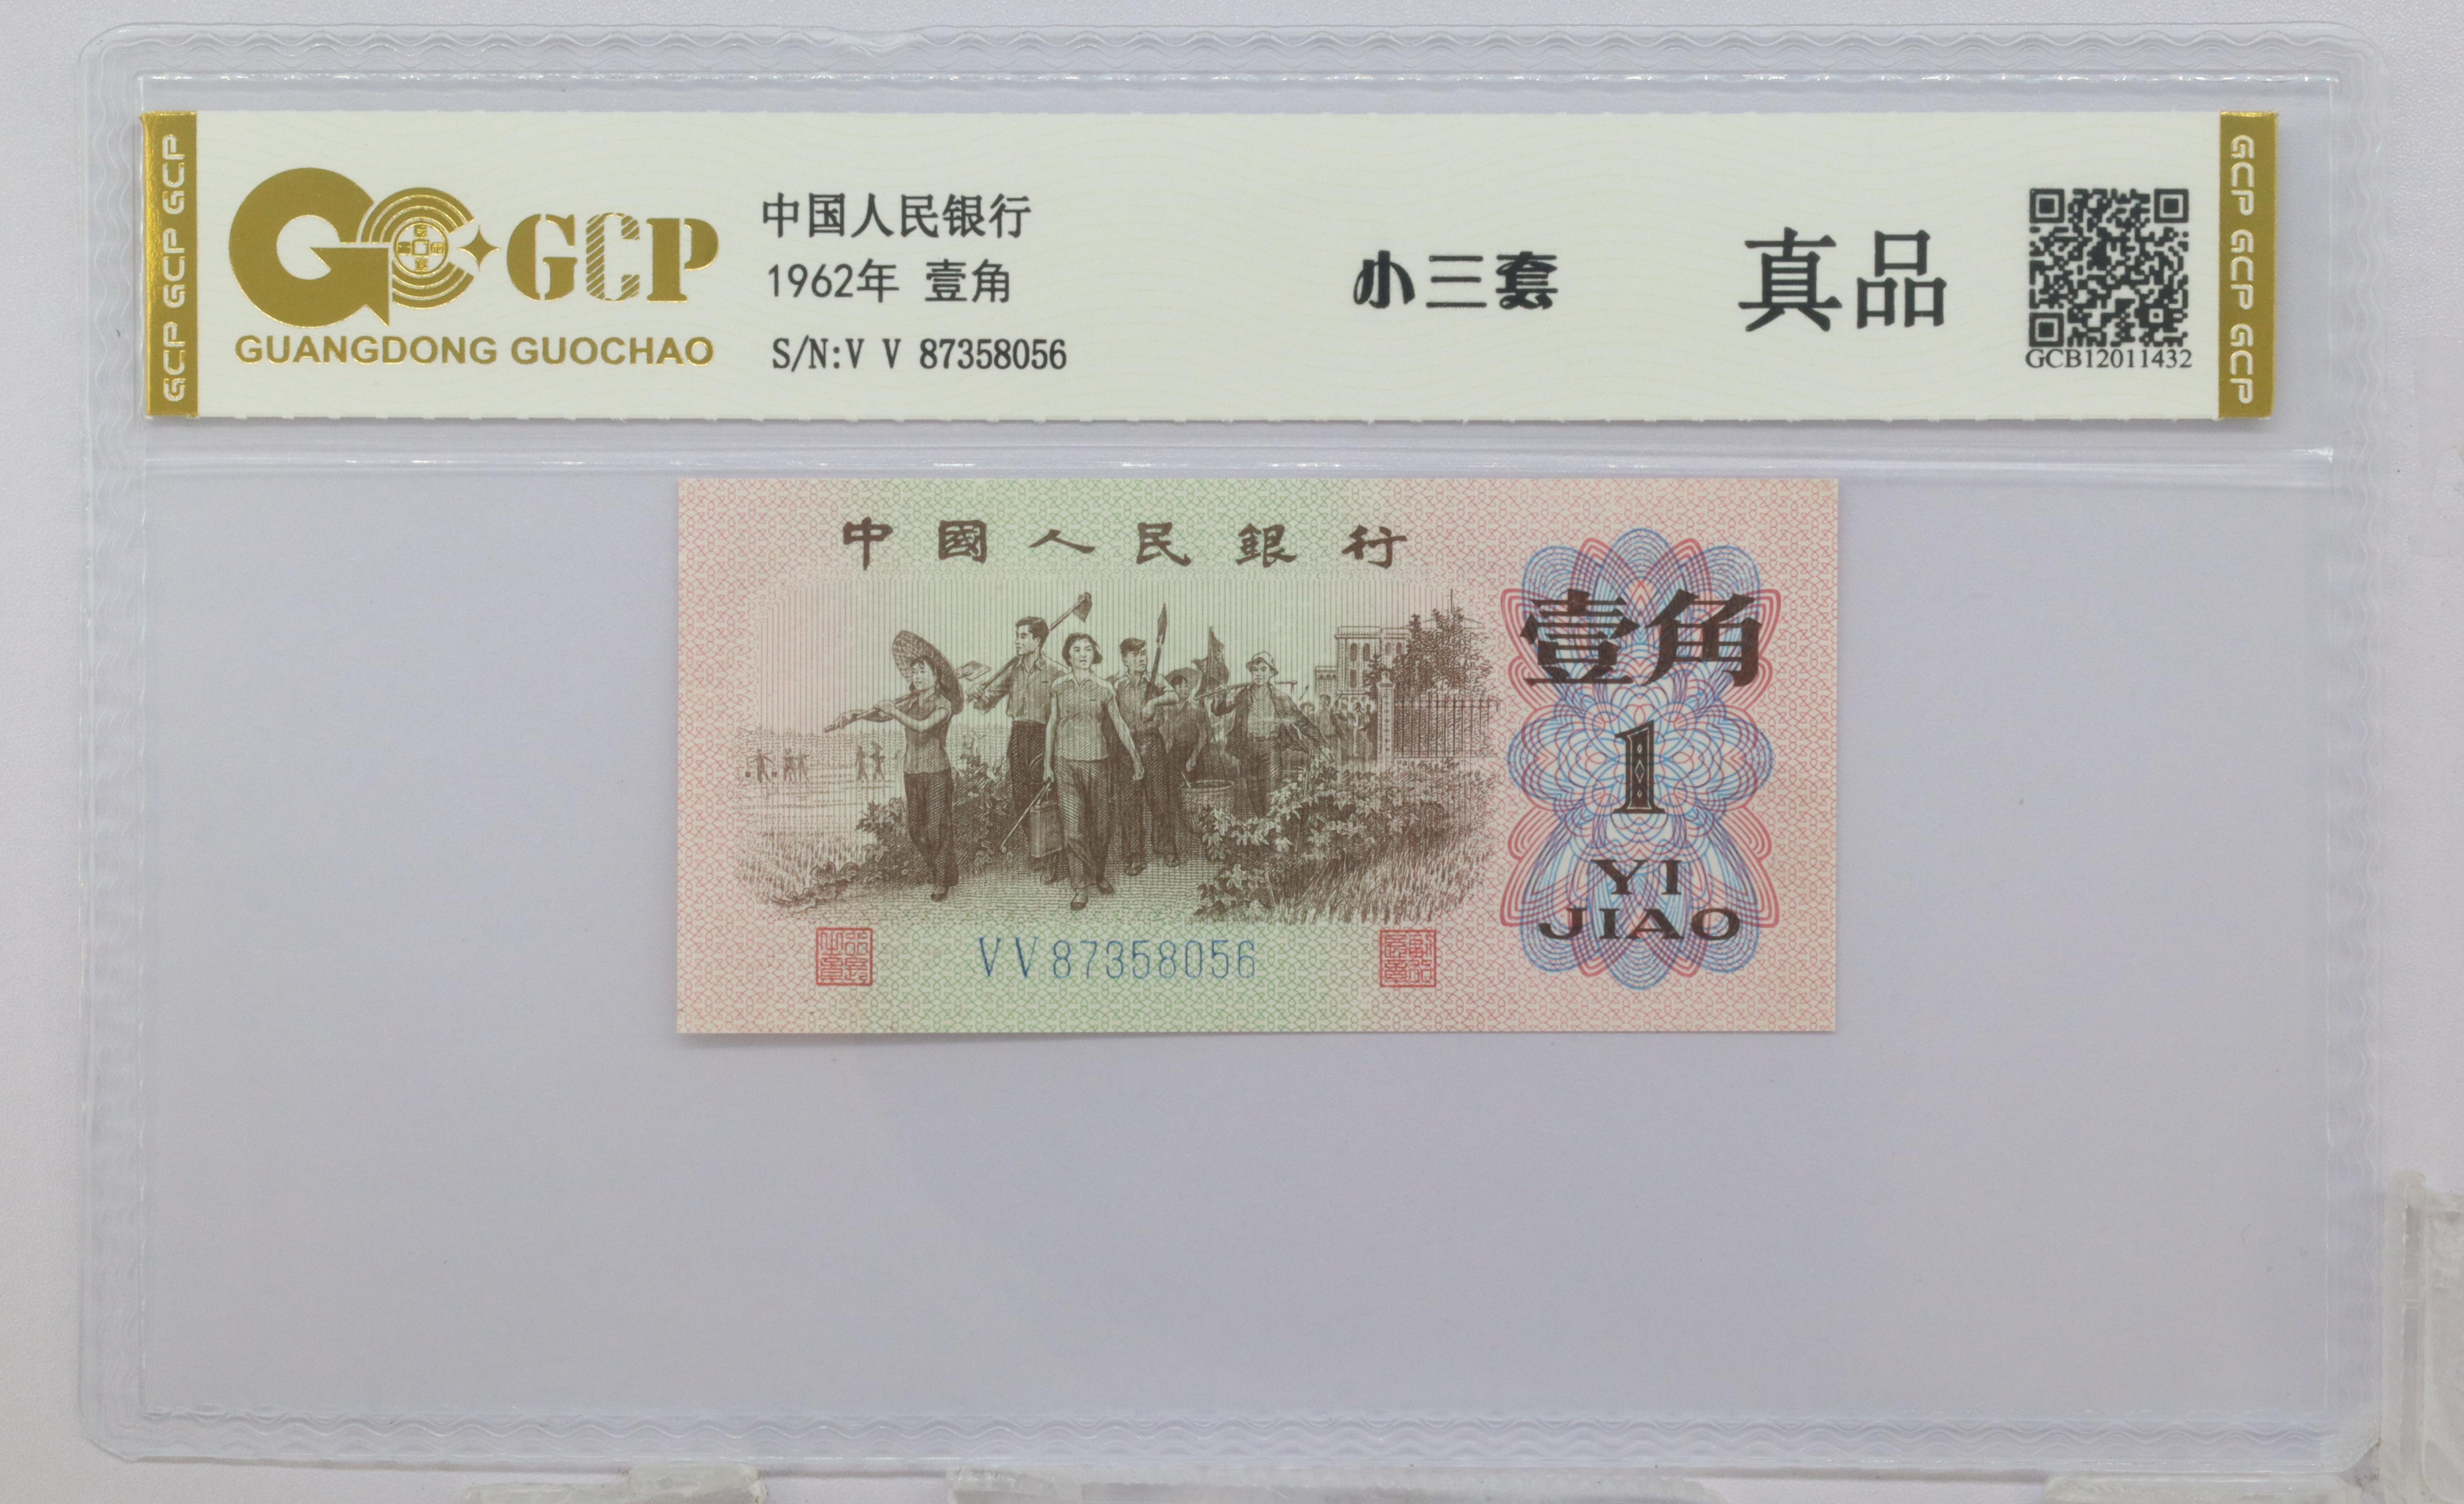 GCP GCP GCP
GCP
GUANGDONG GUOCHAO
中国人民银行
1962年 壹角
S/N:V V 87358056
小三套
真品
GCB12011432
GCP GCP GCP
中國人民銀行
壹角
1
YI
JIAO
VV87358056